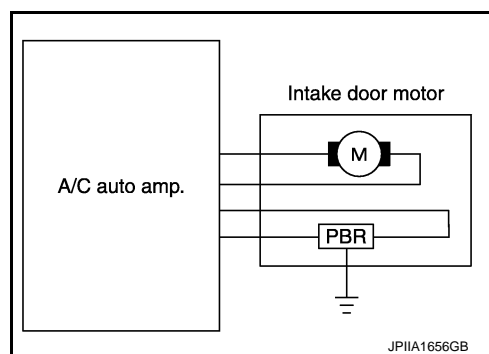 Intake door motor
M
A/C auto amp.
PBR
JPIIA1656GB